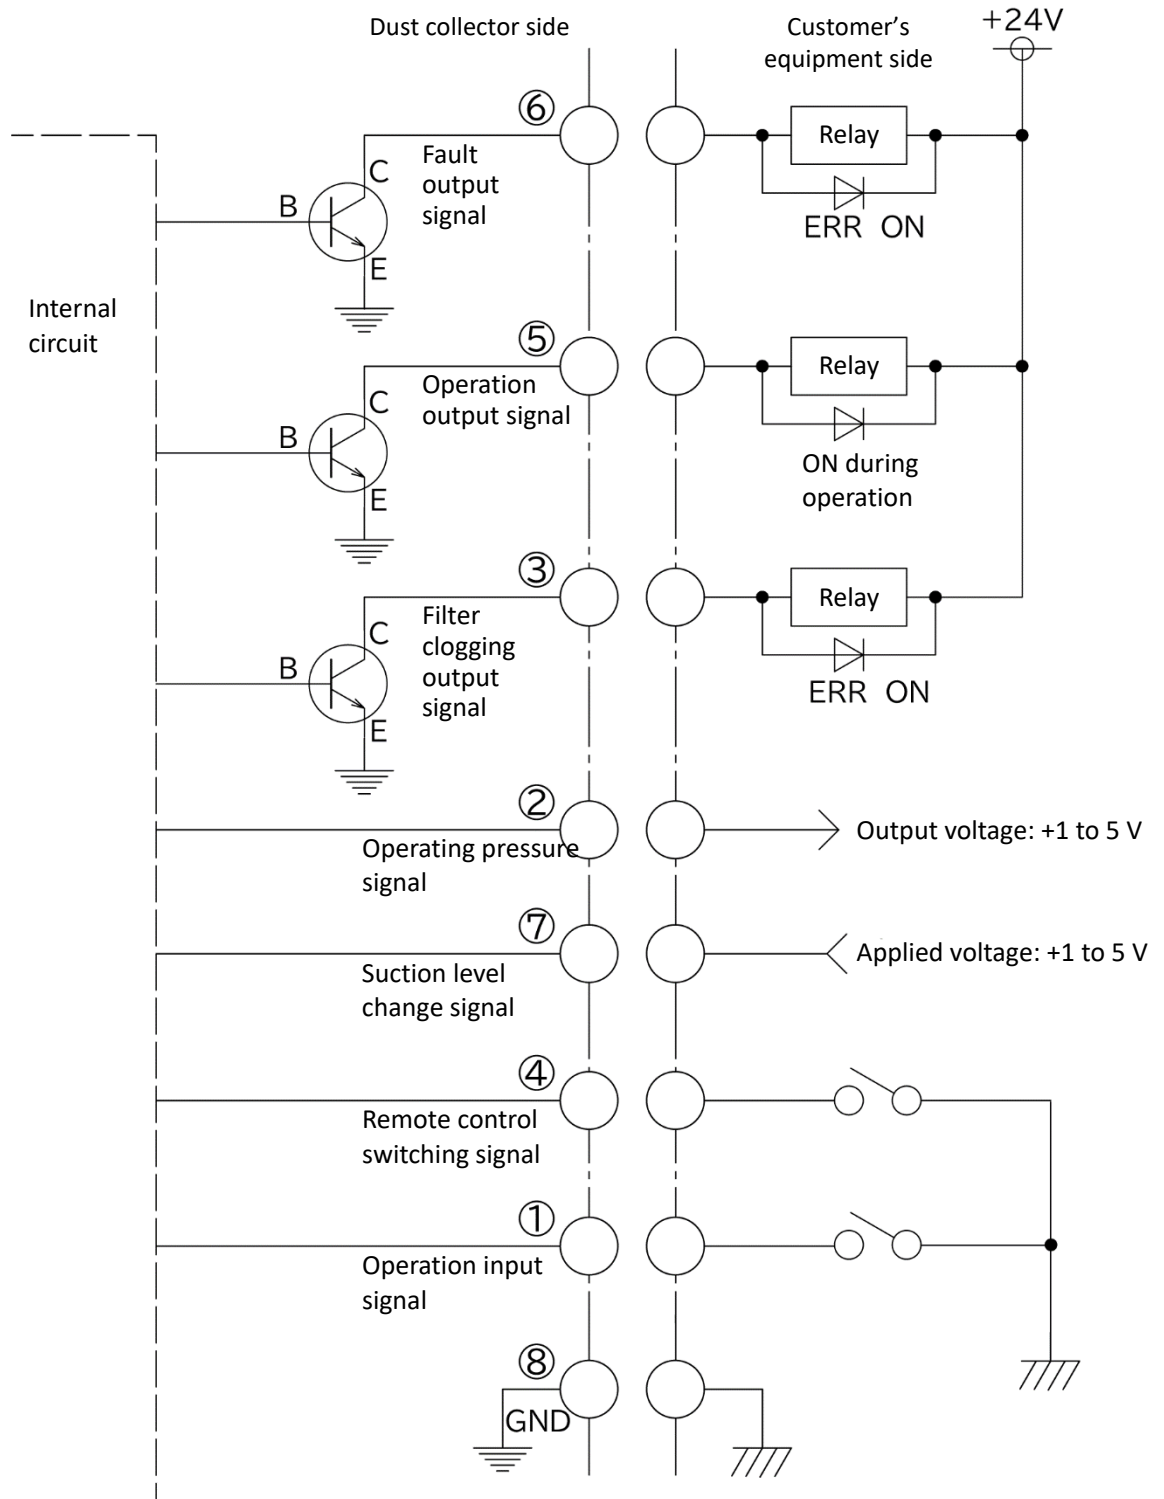 Dust collector side
Customer's
equipment side
+24V
⑥
Fault
output
signal
C
B
E
Relay
ERR ON
Internal
circuit
⑤
Operation
output signal
C
B
E
Relay
ON during
operation
③
Filter
clogging
output
signal
C
B
E
Relay
ERR ON
②
Operating pressure
signal
Output voltage: +1 to 5 V
⑦
Suction level
change signal
Applied voltage: +1 to 5 V
④
Remote control
switching signal
①
Operation input
signal
⑧
GND